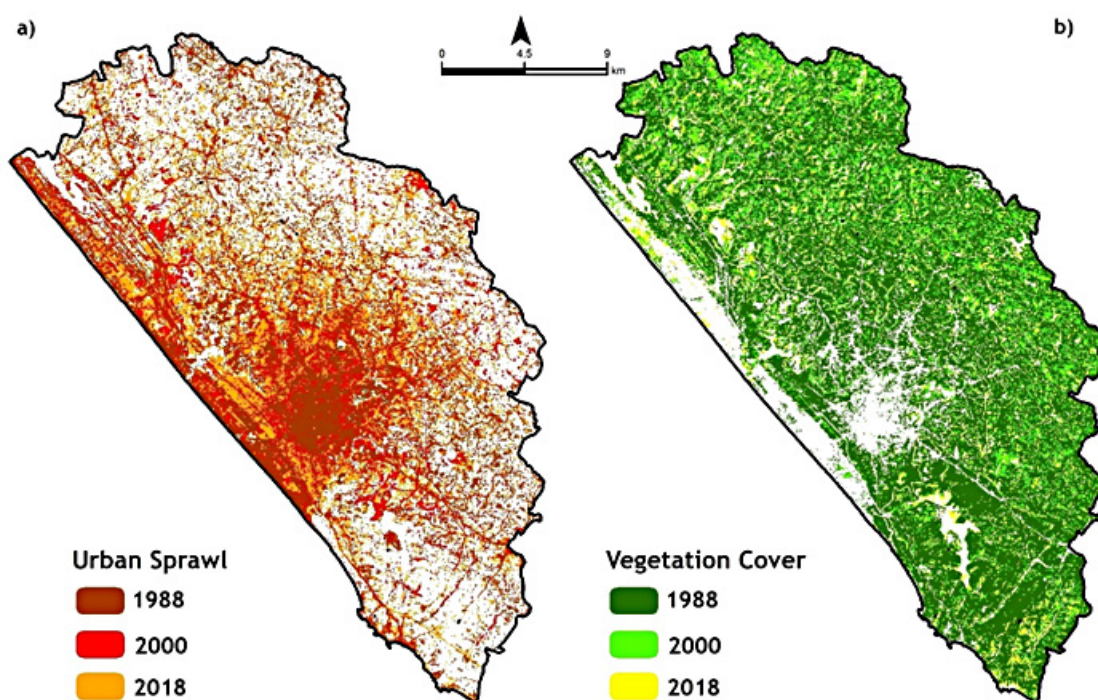 a)
b)
0 4.5 9
km
Urban Sprawl
1988
2000
2018
Vegetation Cover
1988
2000
2018